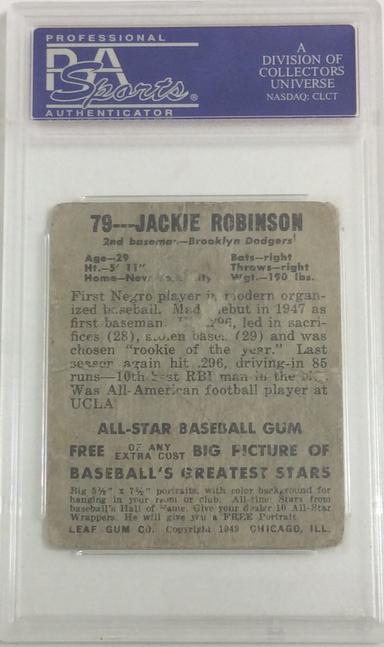 PROFESSIONAL
PSA
Sports®
AUTHENTICATOR
A
DIVISION OF
COLLECTORS
UNIVERSE
NASDAQ: CLCT
79---JACKIE ROBINSON
2nd baseman--Brooklyn Dodgers
Age-29
Bats-right
Ht.-5' 11"
Throws-right
Home-New City
Wgt.-190 lbs.
First Negro player in modern organ-
ized baseball. Made debut in 1947 as
first baseman. .296, led in sacri-
fices (28), stolen bases (29) and was
chosen "rookie of the year." Last
season again hit .296, driving-in 85
runs—10th best RBI man in the
Was All-American football player at
UCLA
ALL-STAR BASEBALL GUM
FREE OF ANY EXTRA COST BIG PICTURE OF
BASEBALL'S GREATEST STARS
Big 5½" x 7½" portraits, with color background for
hanging in your room or club. All-time Stars from
baseball's Hall of Fame. Give your dealer 10 All-Star
Wrappers. He will give you a FREE Portrait.
LEAF GUM CO. Copyright 1949 CHICAGO, ILL.